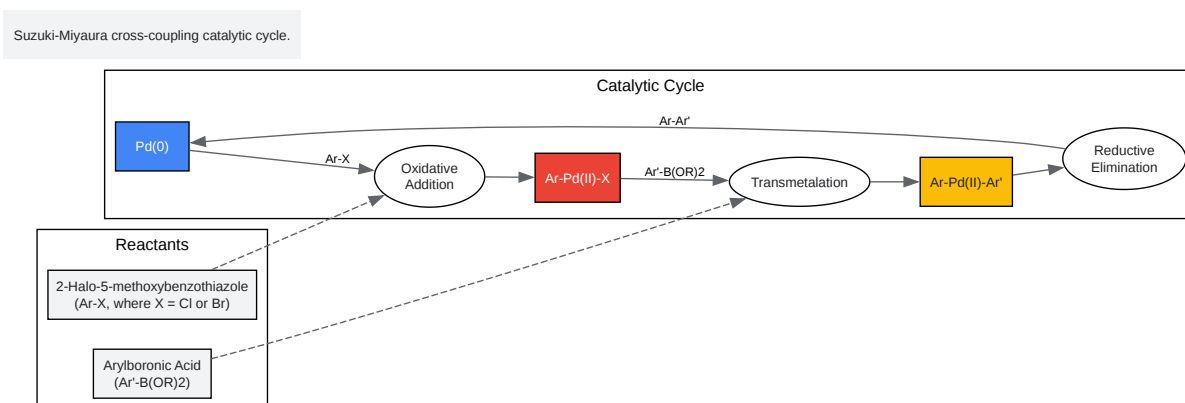 Suzuki-Miyaura cross-coupling catalytic cycle.
Catalytic Cycle
Pd(0)
Ar-X
Oxidative
Addition
Ar-Pd(II)-X
Ar'-B(OR)2
Transmetalation
Ar-Pd(II)-Ar'
Reductive
Elimination
Ar-Ar'
Reactants
2-Halo-5-methoxybenzothiazole
(Ar-X, where X = Cl or Br)
Arylboronic Acid
(Ar'-B(OR)2)